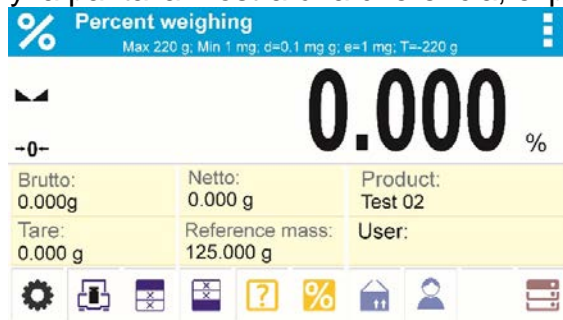 Percent weighing
Max 220 g; Min 1 mg; d=0.1 mg g; e=1 mg; T=-220 g
0.000 %
→0←
Brutto: Netto: Product:
0.000g 0.000 g Test 02
Tare: Reference mass: User:
0.000 g 125.000 g